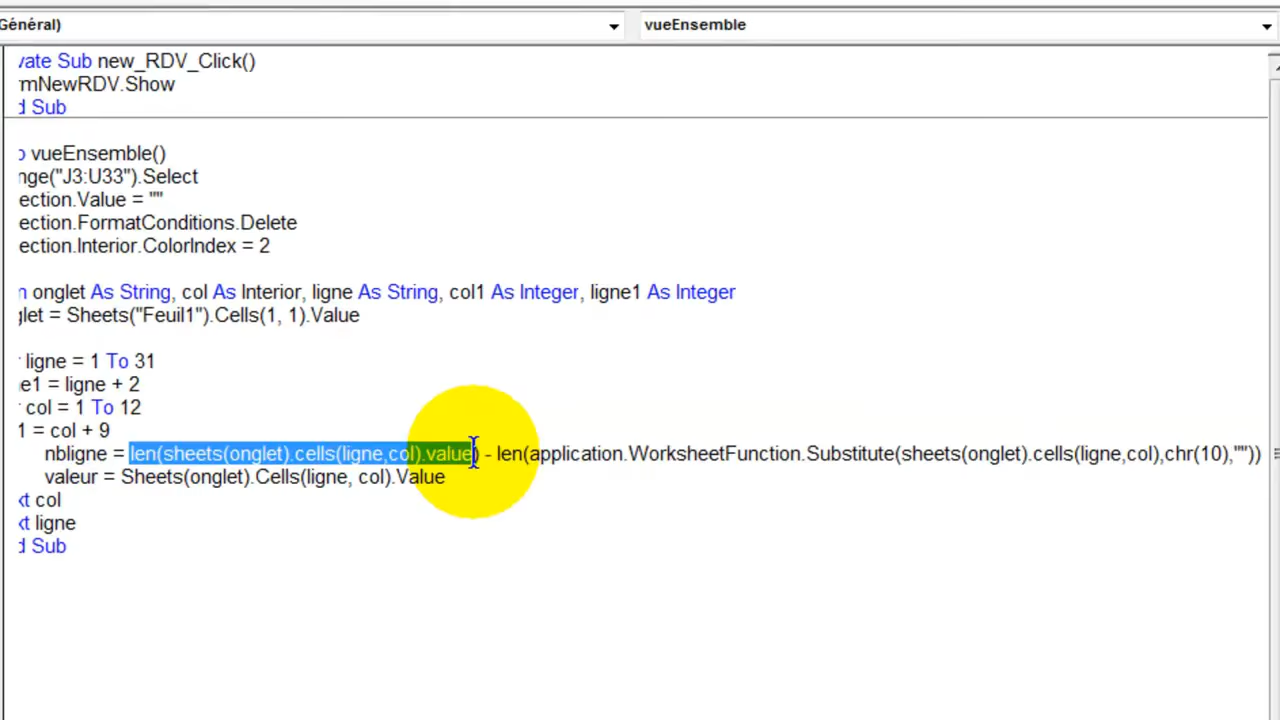 Général)
vueEnsemble
vate Sub new_RDV_Click()
mNewRDV.Show
d Sub
vueEnsemble()
nge("J3:U33").Select
ection.Value = ""
ection.FormatConditions.Delete
ection.Interior.ColorIndex = 2
n onglet As String, col As Interior, ligne As String, col1 As Integer, ligne1 As Integer
glet = Sheets("Feuil1").Cells(1, 1).Value
ligne = 1 To 31
e1 = ligne + 2
col = 1 To 12
1 = col + 9
nbligne = len(sheets(onglet).cells(ligne,col).value) - len(application.WorksheetFunction.Substitute(sheets(onglet).cells(ligne,col),chr(10),""))
valeur = Sheets(onglet).Cells(ligne, col).Value
xt col
xt ligne
d Sub